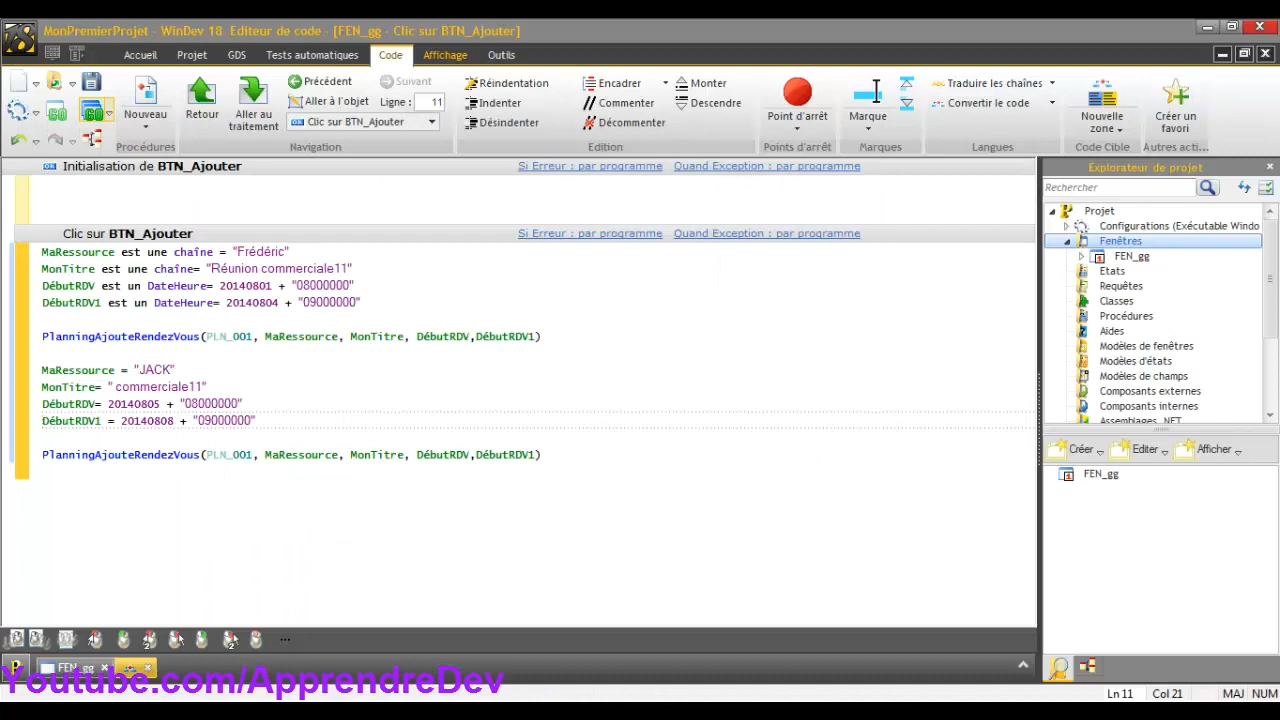 MonPremierProjet - WinDev 18 Editeur de code - [FEN_gg - Clic sur BTN_Ajouter]
Accueil Projet GDS Tests automatiques Code Affichage Outils
Nouveau
Procédures
Retour
Aller au traitement
Précédent Suivant
Aller à l'objet Ligne: 11
Clic sur BTN_Ajouter
Navigation
Réindentation Encadrer Monter
Indenter Commenter Descendre
Désindenter Décommenter
Edition
Point d'arrêt
Points d'arrêt
Marque
Marques
Traduire les chaînes
Convertir le code
Langues
Nouvelle zone
Code Cible
Créer un favori
Autres acti...
Initialisation de BTN_Ajouter Si Erreur : par programme Quand Exception : par programme
Clic sur BTN_Ajouter Si Erreur : par programme Quand Exception : par programme
MaRessource est une chaîne = "Frédéric"
MonTitre est une chaîne= "Réunion commerciale11"
DébutRDV est un DateHeure= 20140801 + "08000000"
DébutRDV1 est un DateHeure= 20140804 + "09000000"
PlanningAjouteRendezVous(PLN_001, MaRessource, MonTitre, DébutRDV,DébutRDV1)
MaRessource = "JACK"
MonTitre= " commerciale11"
DébutRDV= 20140805 + "08000000"
DébutRDV1 = 20140808 + "09000000"
PlanningAjouteRendezVous(PLN_001, MaRessource, MonTitre, DébutRDV,DébutRDV1)
Explorateur de projet
Rechercher
Projet
Configurations (Exécutable Windo
Fenêtres
FEN_gg
Etats
Requêtes
Classes
Procédures
Aides
Modèles de fenêtres
Modèles d'états
Modèles de champs
Composants externes
Composants internes
Assemblages .NET
Créer Editer Afficher
FEN_gg
FEN_gg
Youtube.com/ApprendreDev
Ln 11 Col 21 MAJ NUM